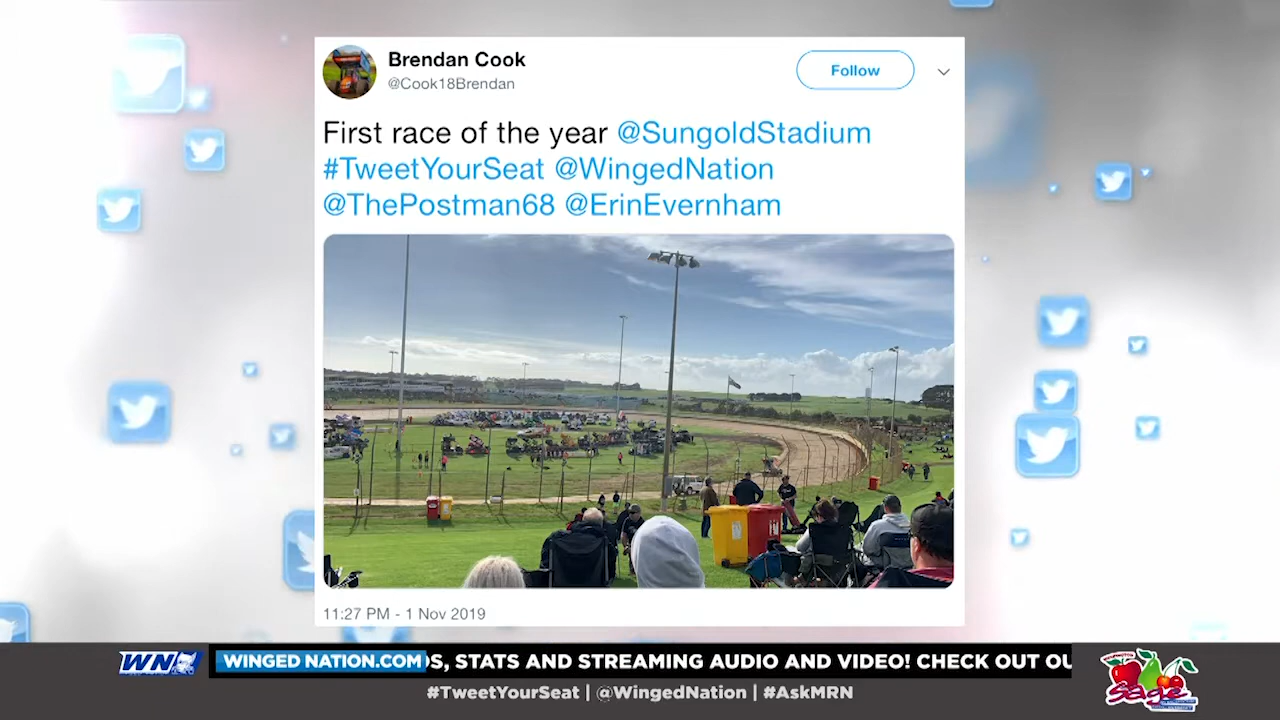 Brendan Cook
@Cook18Brendan
Follow
First race of the year @SungoldStadium
#TweetYourSeat @WingedNation
@ThePostman68 @ErinEvernham
11:27 PM - 1 Nov 2019
WN
WINGED NATION.COM
S, STATS AND STREAMING AUDIO AND VIDEO! CHECK OUT OU
#TweetYourSeat | @WingedNation | #AskMRN
Sage